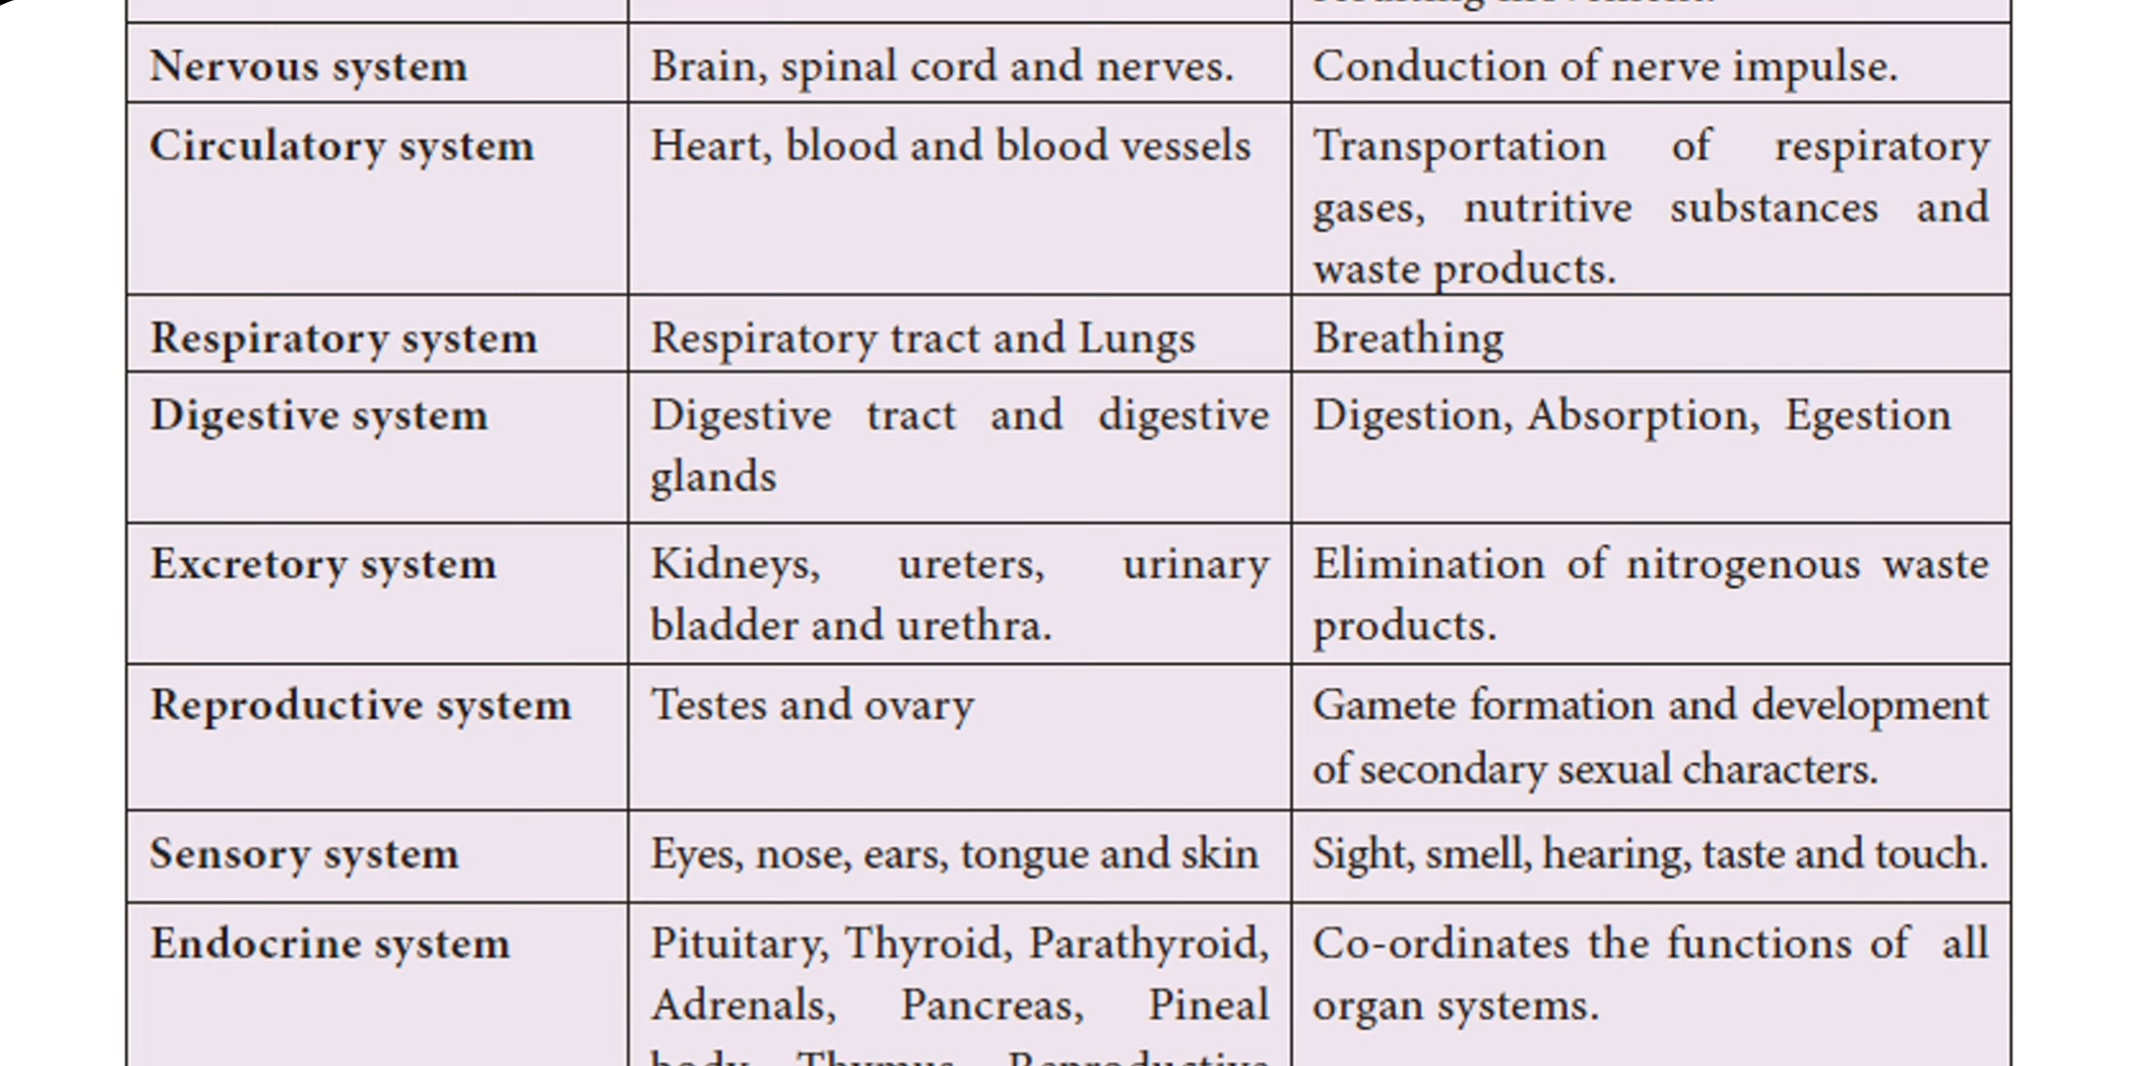 Nervous system
Brain, spinal cord and nerves.
Conduction of nerve impulse.
Circulatory system
Heart, blood and blood vessels
Transportation of respiratory
gases, nutritive substances and
waste products.
Respiratory system
Respiratory tract and Lungs
Breathing
Digestive system
Digestive tract and digestive
glands
Digestion, Absorption, Egestion
Excretory system
Kidneys, ureters, urinary
bladder and urethra.
Elimination of nitrogenous waste
products.
Reproductive system
Testes and ovary
Gamete formation and development
of secondary sexual characters.
Sensory system
Eyes, nose, ears, tongue and skin
Sight, smell, hearing, taste and touch.
Endocrine system
Pituitary, Thyroid, Parathyroid,
Adrenals, Pancreas, Pineal
body, Thymus, Reproductive
Co-ordinates the functions of all
organ systems.